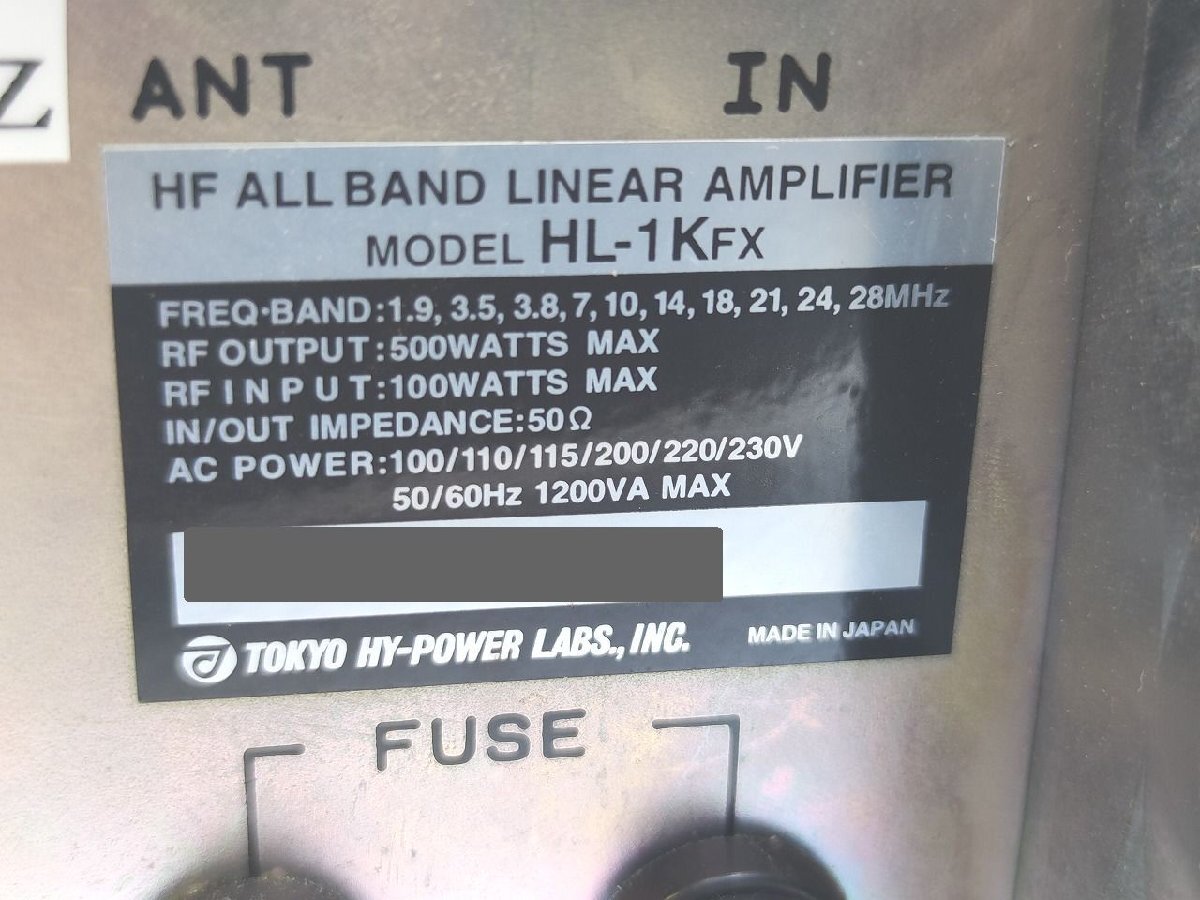 Z
ANT IN
HF ALL BAND LINEAR AMPLIFIER
MODEL HL-1KFX
FREQ·BAND:1.9, 3.5, 3.8, 7, 10, 14, 18, 21, 24, 28MHz
RF OUTPUT:500WATTS MAX
RF INPUT:100WATTS MAX
IN/OUT IMPEDANCE:50Ω
AC POWER:100/110/115/200/220/230V
50/60Hz 1200VA MAX
TOKYO HY-POWER LABS., INC. MADE IN JAPAN
FUSE